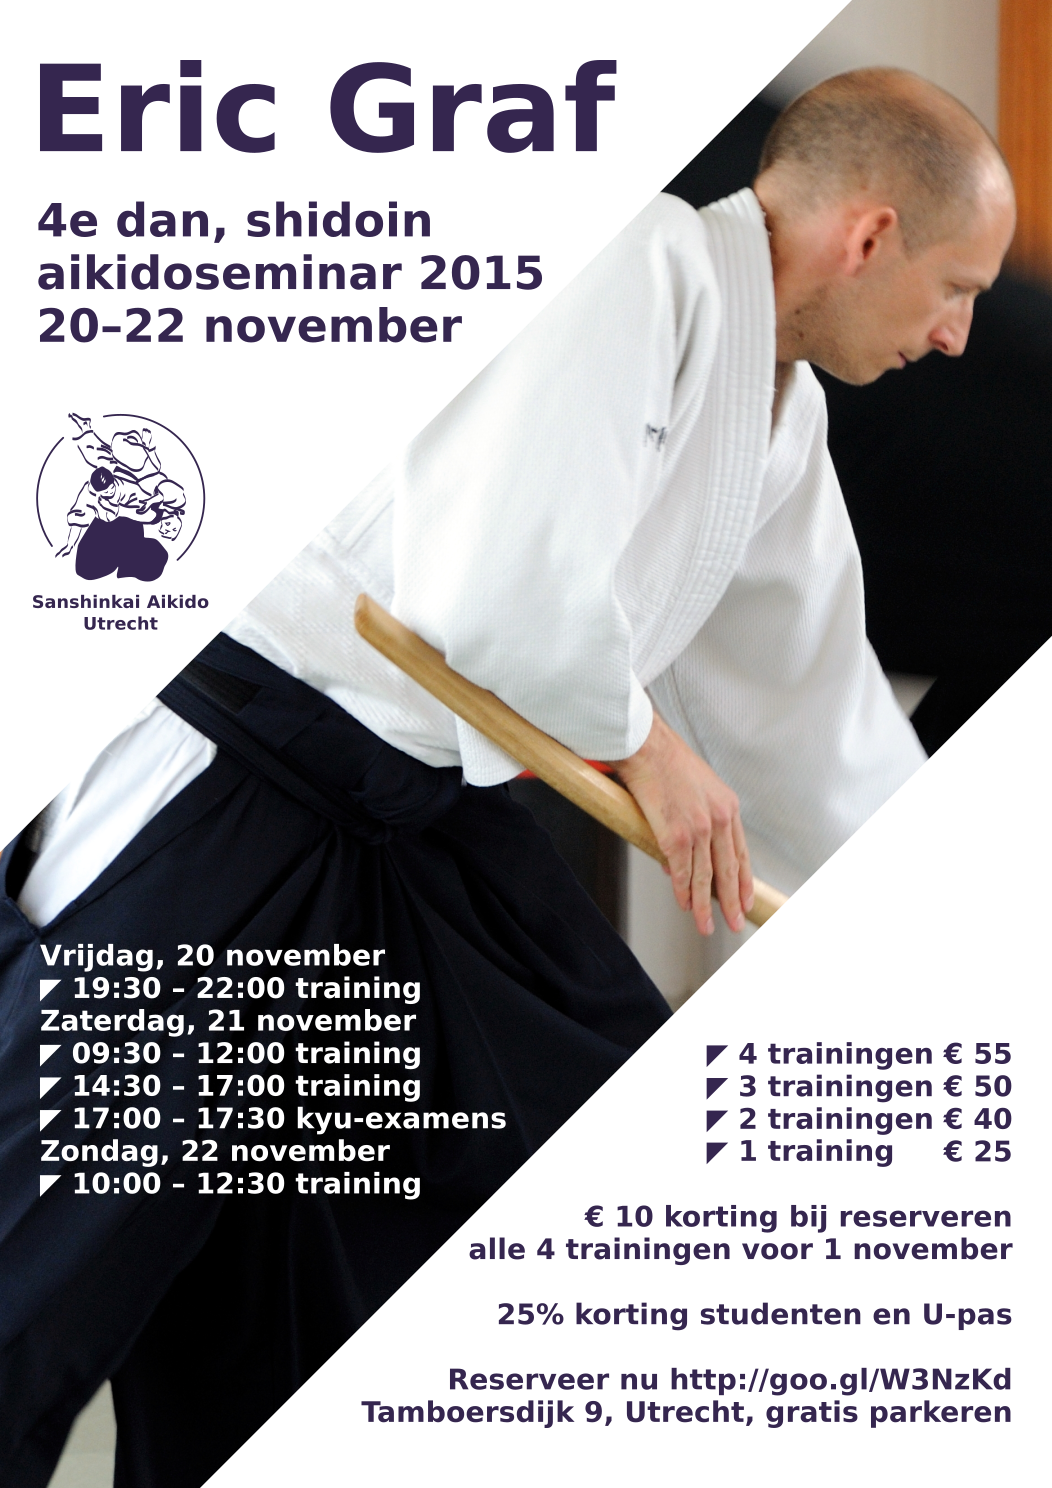 Eric Graf
4e dan, shidoin
aikidoseminar 2015
20–22 november
Sanshinkai Aikido
Utrecht
Vrijdag, 20 november
◤ 19:30 – 22:00 training
Zaterdag, 21 november
◤ 09:30 – 12:00 training
◤ 14:30 – 17:00 training
◤ 17:00 – 17:30 kyu-examens
Zondag, 22 november
◤ 10:00 – 12:30 training
◤ 4 trainingen € 55
◤ 3 trainingen € 50
◤ 2 trainingen € 40
◤ 1 training € 25
€ 10 korting bij reserveren
alle 4 trainingen voor 1 november
25% korting studenten en U-pas
Reserveer nu http://goo.gl/W3NzKd
Tamboersdijk 9, Utrecht, gratis parkeren